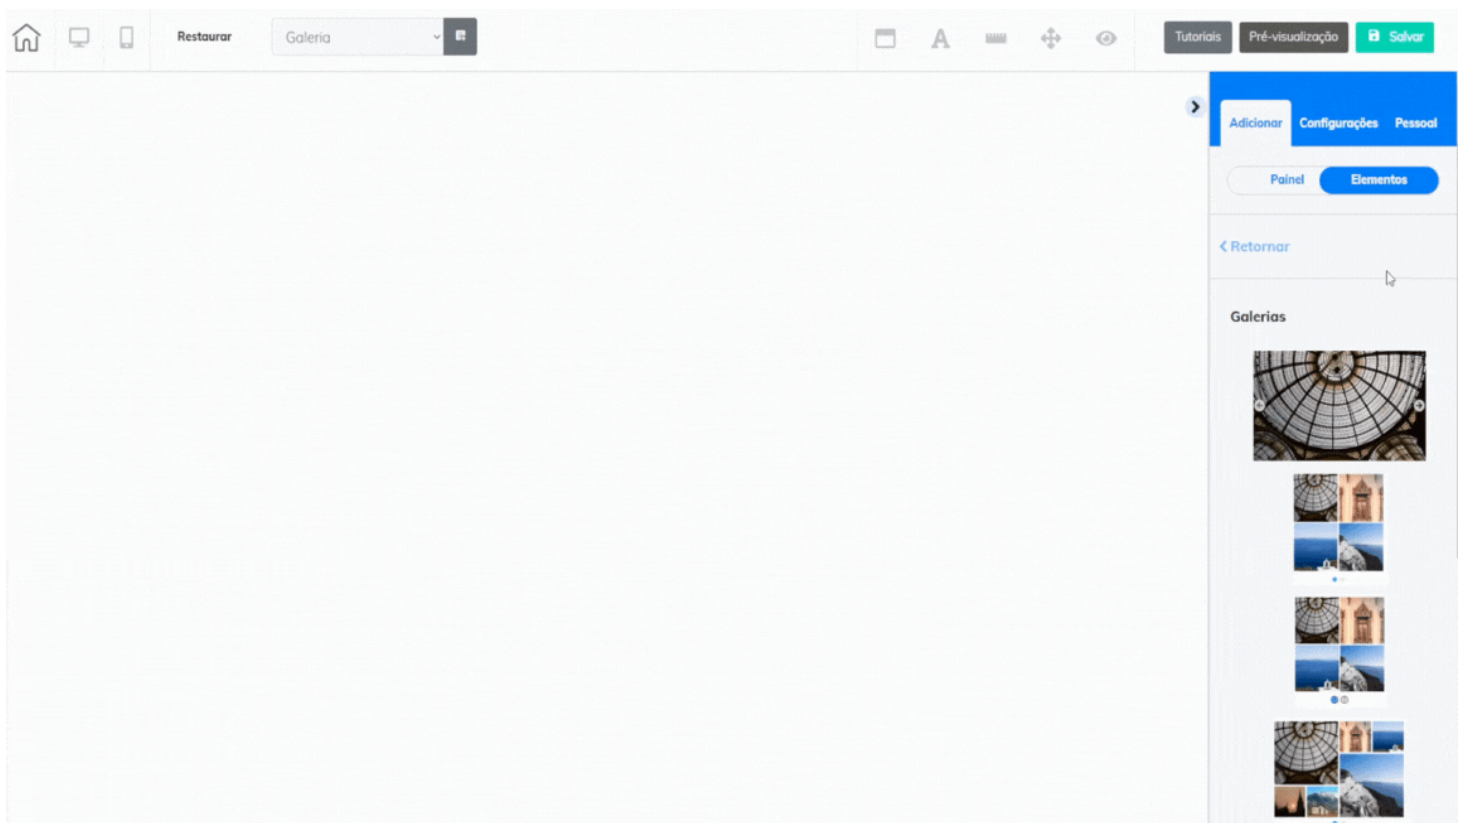 Restaurar
Galeria
A
Tutoriais
Pré-visualização
Salvar
Adicionar
Configurações
Pessoal
Painel
Elementos
Retornar
Galerias